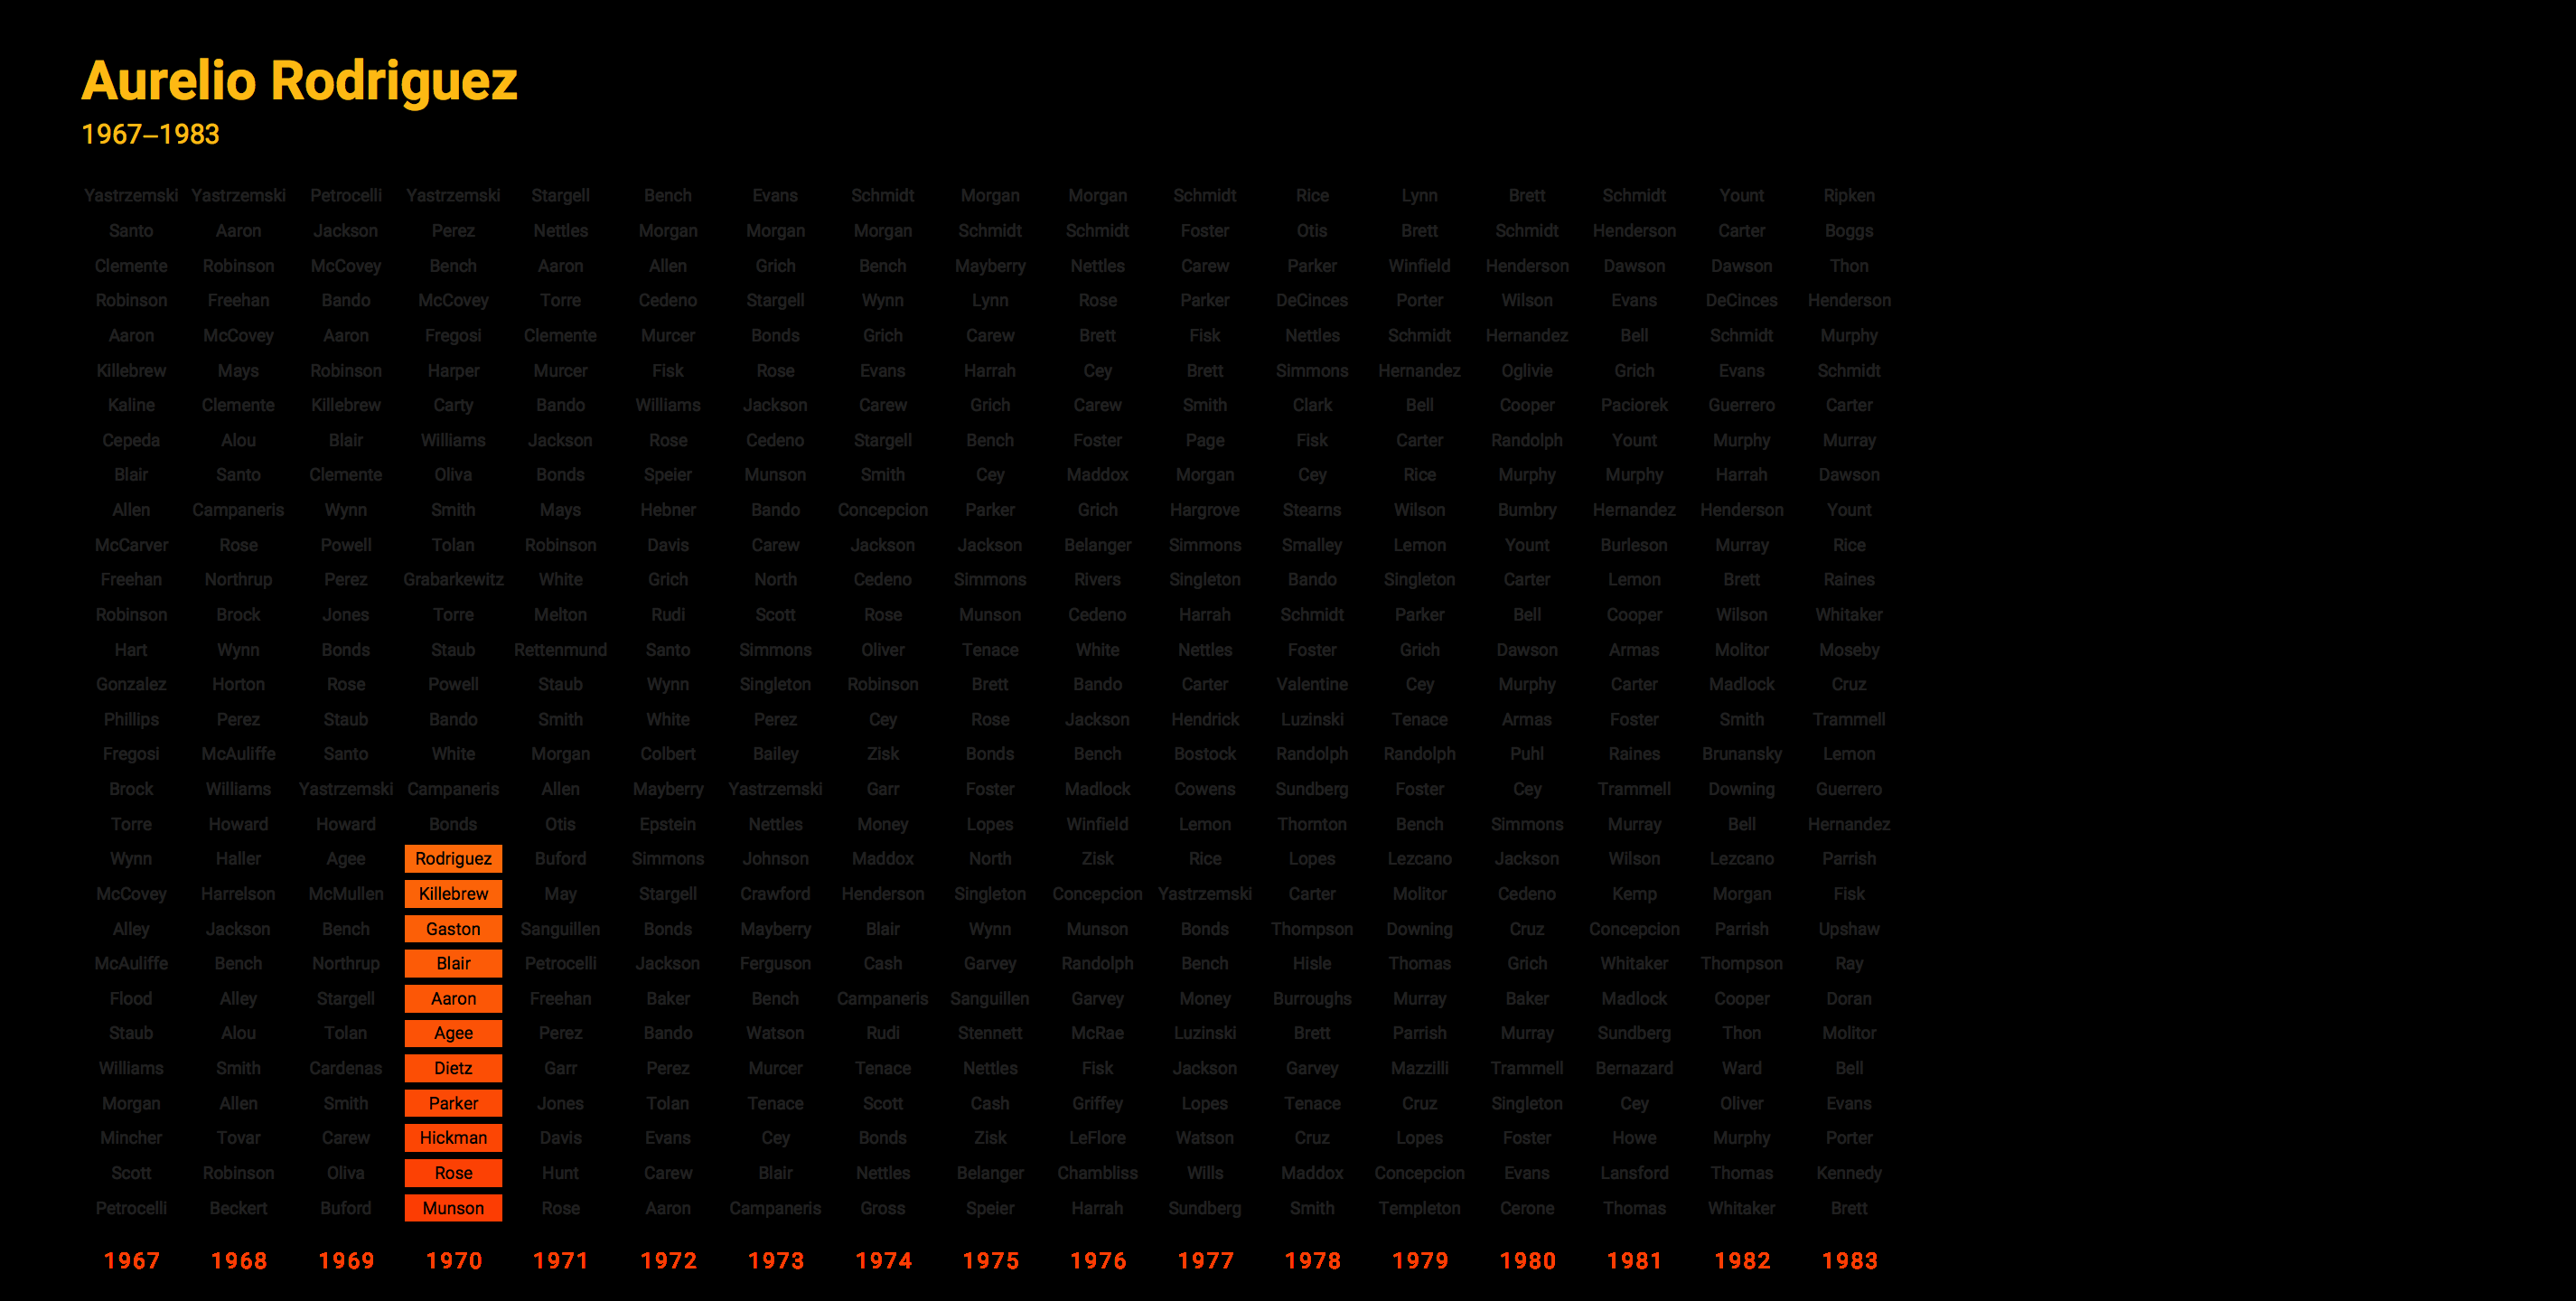 Aurelio Rodriguez
1967–1983
Yastrzemski Yastrzemski Petrocelli Yastrzemski Stargell Bench Evans Schmidt Morgan Morgan Schmidt Rice Lynn Brett Schmidt Yount Ripken
Santo Aaron Jackson Perez Nettles Morgan Morgan Morgan Schmidt Schmidt Foster Otis Brett Schmidt Henderson Carter Boggs
Clemente Robinson McCovey Bench Aaron Allen Grich Bench Mayberry Nettles Carew Parker Winfield Henderson Dawson Dawson Thon
Robinson Freehan Bando McCovey Torre Cedeno Stargell Wynn Lynn Rose Parker DeCinces Porter Wilson Evans DeCinces Henderson
Aaron McCovey Aaron Fregosi Clemente Murcer Bonds Grich Carew Brett Fisk Nettles Schmidt Hernandez Bell Schmidt Murphy
Killebrew Mays Robinson Harper Murcer Fisk Rose Evans Harrah Cey Brett Simmons Hernandez Oglivie Grich Evans Schmidt
Kaline Clemente Killebrew Carty Bando Williams Jackson Carew Grich Carew Smith Clark Bell Cooper Paciorek Guerrero Carter
Cepeda Alou Blair Williams Jackson Rose Cedeno Stargell Bench Foster Page Fisk Carter Randolph Yount Murphy Murray
Blair Santo Clemente Oliva Bonds Speier Munson Smith Cey Maddox Morgan Cey Rice Murphy Murphy Harrah Dawson
Allen Campaneris Wynn Smith Mays Hebner Bando Concepcion Parker Grich Hargrove Stearns Wilson Bumbry Hernandez Henderson Yount
McCarver Rose Powell Tolan Robinson Davis Carew Jackson Jackson Belanger Simmons Smalley Lemon Yount Burleson Murray Rice
Freehan Northrup Perez Grabarkewitz White Grich North Cedeno Simmons Rivers Singleton Bando Singleton Carter Lemon Brett Raines
Robinson Brock Jones Torre Melton Rudi Scott Rose Munson Cedeno Harrah Schmidt Parker Bell Cooper Wilson Whitaker
Hart Wynn Bonds Staub Rettenmund Santo Simmons Oliver Tenace White Nettles Foster Grich Dawson Armas Molitor Moseby
Gonzalez Horton Rose Powell Staub Wynn Singleton Robinson Brett Bando Carter Valentine Cey Murphy Carter Madlock Cruz
Phillips Perez Staub Bando Smith White Perez Cey Rose Jackson Hendrick Luzinski Tenace Armas Foster Smith Trammell
Fregosi McAuliffe Santo White Morgan Colbert Bailey Zisk Bonds Bench Bostock Randolph Randolph Puhl Raines Brunansky Lemon
Brock Williams Yastrzemski Campaneris Allen Mayberry Yastrzemski Garr Foster Madlock Cowens Sundberg Foster Cey Trammell Downing Guerrero
Torre Howard Howard Bonds Otis Epstein Nettles Money Lopes Winfield Lemon Thornton Bench Simmons Murray Bell Hernandez
Wynn Haller Agee Rodriguez Buford Simmons Johnson Maddox North Zisk Rice Lopes Lezcano Jackson Wilson Lezcano Parrish
McCovey Harrelson McMullen Killebrew May Stargell Crawford Henderson Singleton Concepcion Yastrzemski Carter Molitor Cedeno Kemp Morgan Fisk
Alley Jackson Bench Gaston Sanguillen Bonds Mayberry Blair Wynn Munson Bonds Thompson Downing Cruz Concepcion Parrish Upshaw
McAuliffe Bench Northrup Blair Petrocelli Jackson Ferguson Cash Garvey Randolph Bench Hisle Thomas Grich Whitaker Thompson Ray
Flood Alley Stargell Aaron Freehan Baker Bench Campaneris Sanguillen Garvey Money Burroughs Murray Baker Madlock Cooper Doran
Staub Alou Tolan Agee Perez Bando Watson Rudi Stennett McRae Luzinski Brett Parrish Murray Sundberg Thon Molitor
Williams Smith Cardenas Dietz Garr Perez Murcer Tenace Nettles Fisk Jackson Garvey Mazzilli Trammell Bernazard Ward Bell
Morgan Allen Smith Parker Jones Tolan Tenace Scott Cash Griffey Lopes Tenace Cruz Singleton Cey Oliver Evans
Mincher Tovar Carew Hickman Davis Evans Cey Bonds Zisk LeFlore Watson Cruz Lopes Foster Howe Murphy Porter
Scott Robinson Oliva Rose Hunt Carew Blair Nettles Belanger Chambliss Wills Maddox Concepcion Evans Lansford Thomas Kennedy
Petrocelli Beckert Buford Munson Rose Aaron Campaneris Gross Speier Harrah Sundberg Smith Templeton Cerone Thomas Whitaker Brett
1967 1968 1969 1970 1971 1972 1973 1974 1975 1976 1977 1978 1979 1980 1981 1982 1983